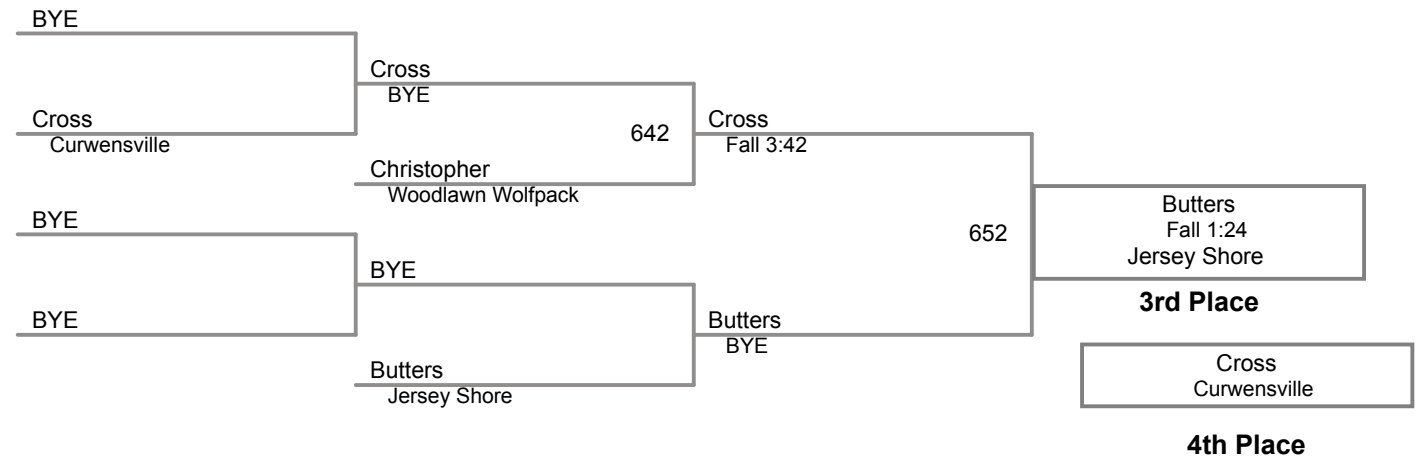 BYE
Cross
BYE
Cross
Curwensville
642
Cross
Fall 3:42
Christopher
Woodlawn Wolfpack
BYE
652
Butters
Fall 1:24
Jersey Shore
3rd Place
BYE
BYE
Butters
BYE
Butters
Jersey Shore
Cross
Curwensville
4th Place